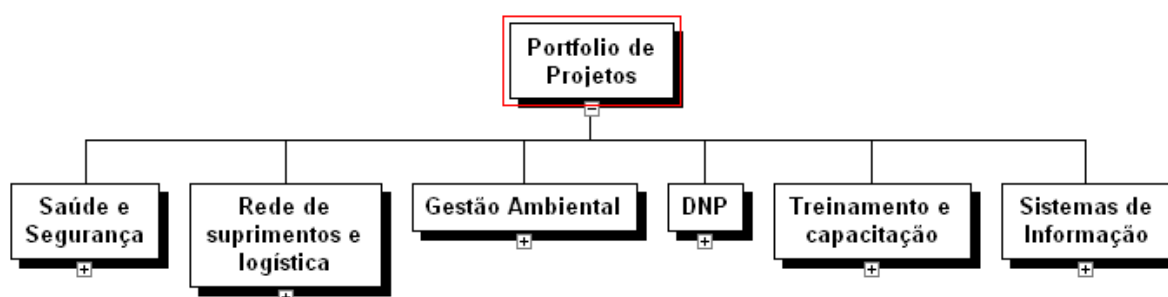 Portfolio de
Projetos
Saúde e
Segurança
Rede de
suprimentos e
logística
Gestão Ambiental
DNP
Treinamento e
capacitação
Sistemas de
Informação